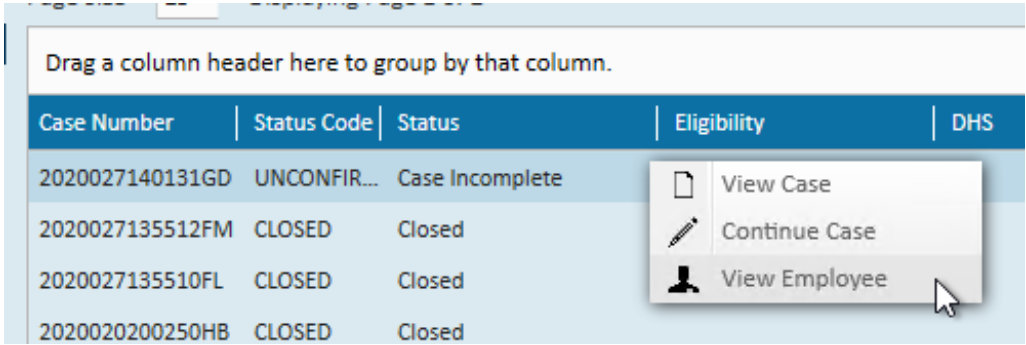 Drag a column header here to group by that column.
Case Number Status Code Status Eligibility DHS
2020027140131GD UNCONFIR... Case Incomplete
View Case
2020027135512FM CLOSED Closed
Continue Case
2020027135510FL CLOSED Closed
View Employee
2020020200250HB CLOSED Closed